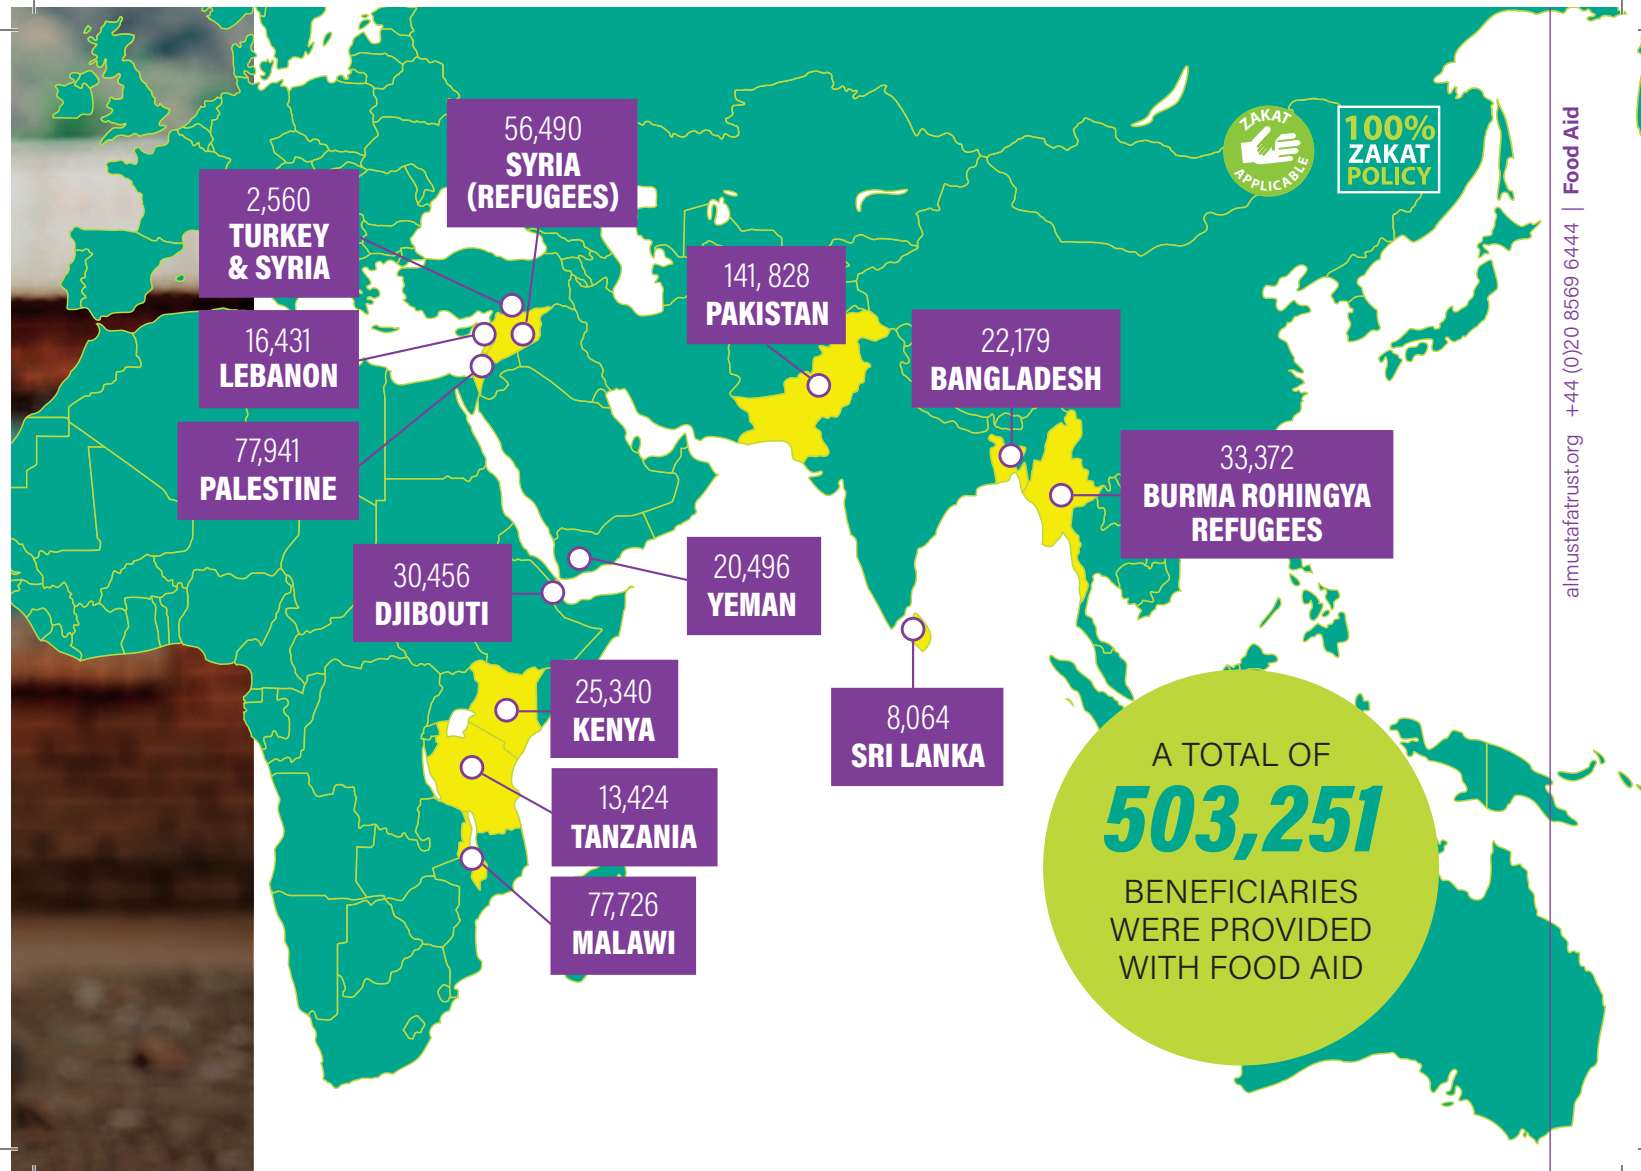 56,490
SYRIA
(REFUGEES)
2,560
TURKEY
& SYRIA
16,431
LEBANON
77,941
PALESTINE
141, 828
PAKISTAN
22,179
BANGLADESH
33,372
BURMA ROHINGYA
REFUGEES
30,456
DJIBOUTI
20,496
YEMAN
25,340
KENYA
13,424
TANZANIA
77,726
MALAWI
8,064
SRI LANKA
ZAKAT
APPLICABLE
100%
ZAKAT
POLICY
A TOTAL OF
503,251
BENEFICIARIES
WERE PROVIDED
WITH FOOD AID
almustafatrust.org +44 (0)20 8569 6444 | Food Aid